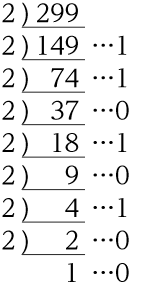 2 ) 299
2 ) 149 ···1
2 ) 74 ···1
2 ) 37 ···0
2 ) 18 ···1
2 ) 9 ···0
2 ) 4 ···1
2 ) 2 ···0
1 ···0